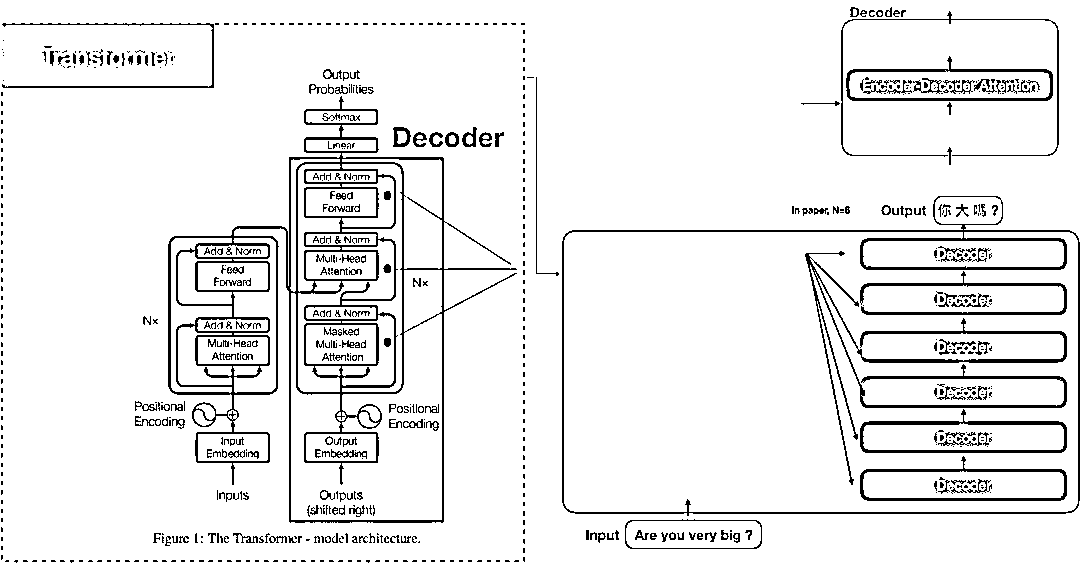 Transformer
Output
Probabilities
Softmax
Linear
Decoder
Add & Norm
Feed
Forward
Add & Norm
Multi-Head
Attention
Nx
Add & Norm
Masked
Multi-Head
Attention
Add & Norm
Feed
Forward
Nx
Add & Norm
Multi-Head
Attention
Positional
Encoding
Positional
Encoding
Input
Embedding
Output
Embedding
Inputs
Outputs
(shifted right)
Figure 1: The Transformer - model architecture.
Decoder
Encoder-Decoder Attention
In paper, N=6
Output 你 大 嗎 ?
Decoder
Decoder
Decoder
Decoder
Decoder
Decoder
Input Are you very big ?